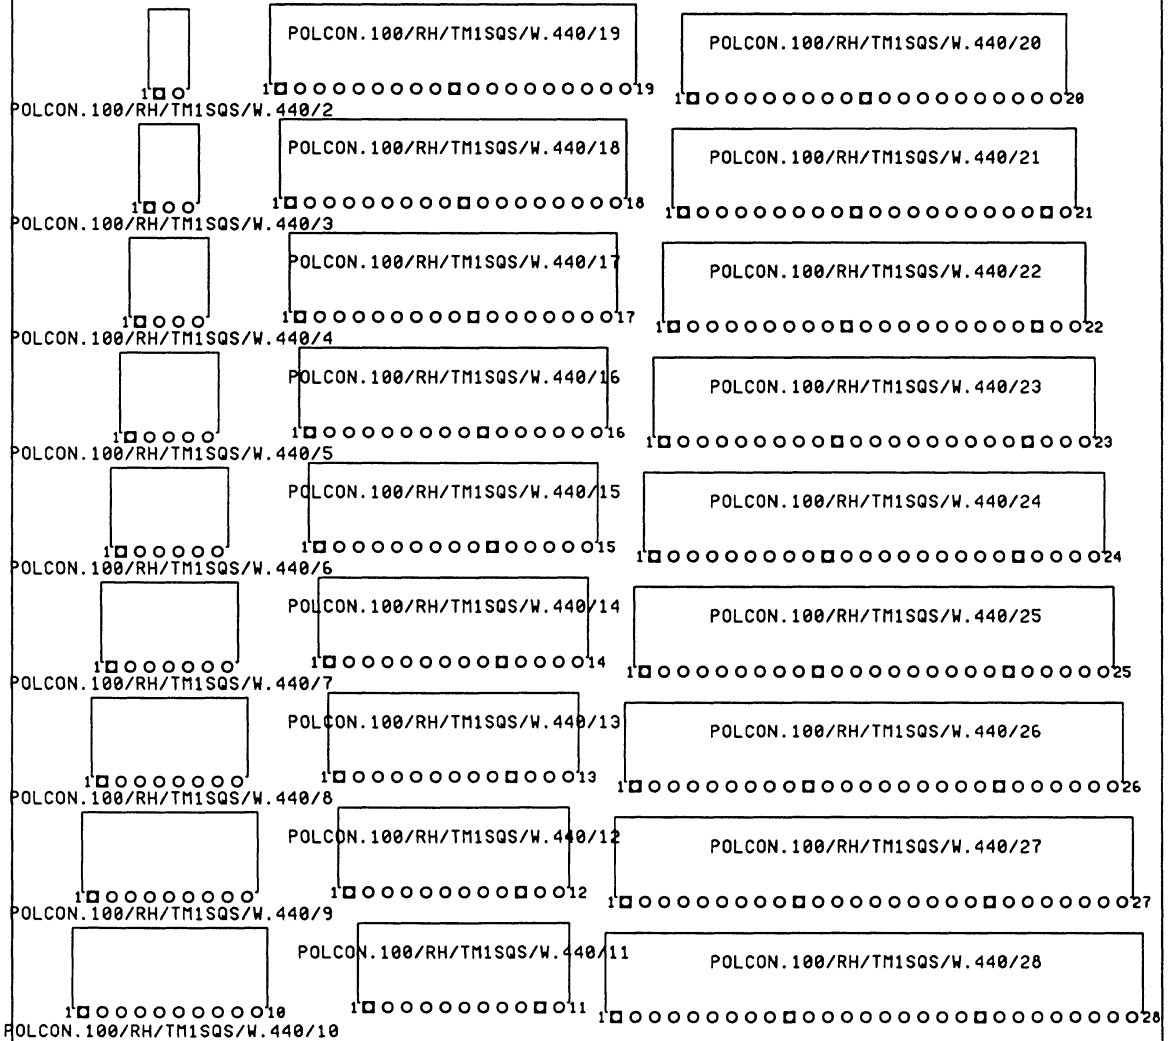 POLCON.100/RH/TM1SQS/W.440/19
1 19
POLCON.100/RH/TM1SQS/W.440/20
1 20
1
POLCON.100/RH/TM1SQS/W.440/2
POLCON.100/RH/TM1SQS/W.440/18
1 18
POLCON.100/RH/TM1SQS/W.440/21
1 21
1
POLCON.100/RH/TM1SQS/W.440/3
POLCON.100/RH/TM1SQS/W.440/17
1 17
POLCON.100/RH/TM1SQS/W.440/22
1 22
1
POLCON.100/RH/TM1SQS/W.440/4
POLCON.100/RH/TM1SQS/W.440/16
1 16
POLCON.100/RH/TM1SQS/W.440/23
1 23
1
POLCON.100/RH/TM1SQS/W.440/5
POLCON.100/RH/TM1SQS/W.440/15
1 15
POLCON.100/RH/TM1SQS/W.440/24
1 24
1
POLCON.100/RH/TM1SQS/W.440/6
POLCON.100/RH/TM1SQS/W.440/14
1 14
POLCON.100/RH/TM1SQS/W.440/25
1 25
1
POLCON.100/RH/TM1SQS/W.440/7
POLCON.100/RH/TM1SQS/W.440/13
1 13
POLCON.100/RH/TM1SQS/W.440/26
1 26
1
POLCON.100/RH/TM1SQS/W.440/8
POLCON.100/RH/TM1SQS/W.440/12
1 12
POLCON.100/RH/TM1SQS/W.440/27
1 27
1
POLCON.100/RH/TM1SQS/W.440/9
POLCON.100/RH/TM1SQS/W.440/11
1 11
POLCON.100/RH/TM1SQS/W.440/28
1 28
1 10
POLCON.100/RH/TM1SQS/W.440/10